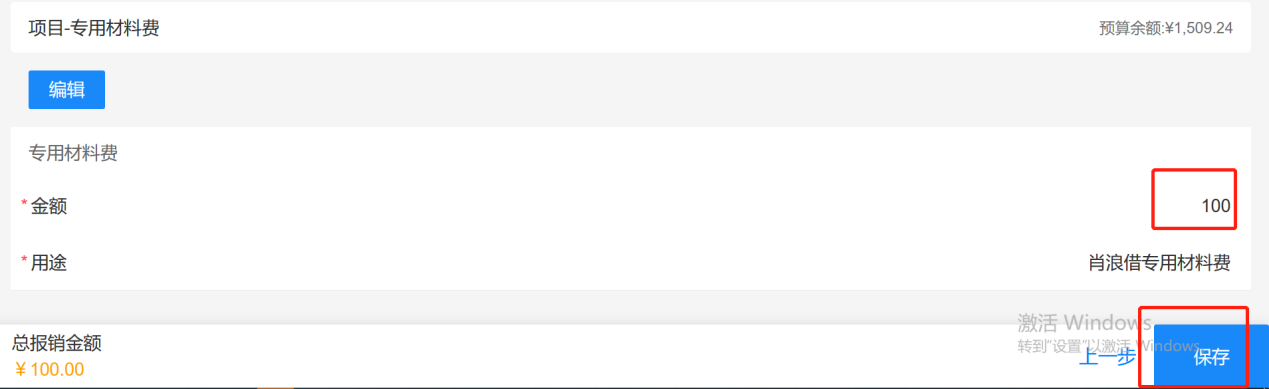 项目-专用材料费
预算余额:¥1,509.24
编辑
专用材料费
*金额
100
*用途
肖浪借专用材料费
总报销金额
¥100.00
激活 Windows
转到“设置”以激活 Windows。
上一步
保存